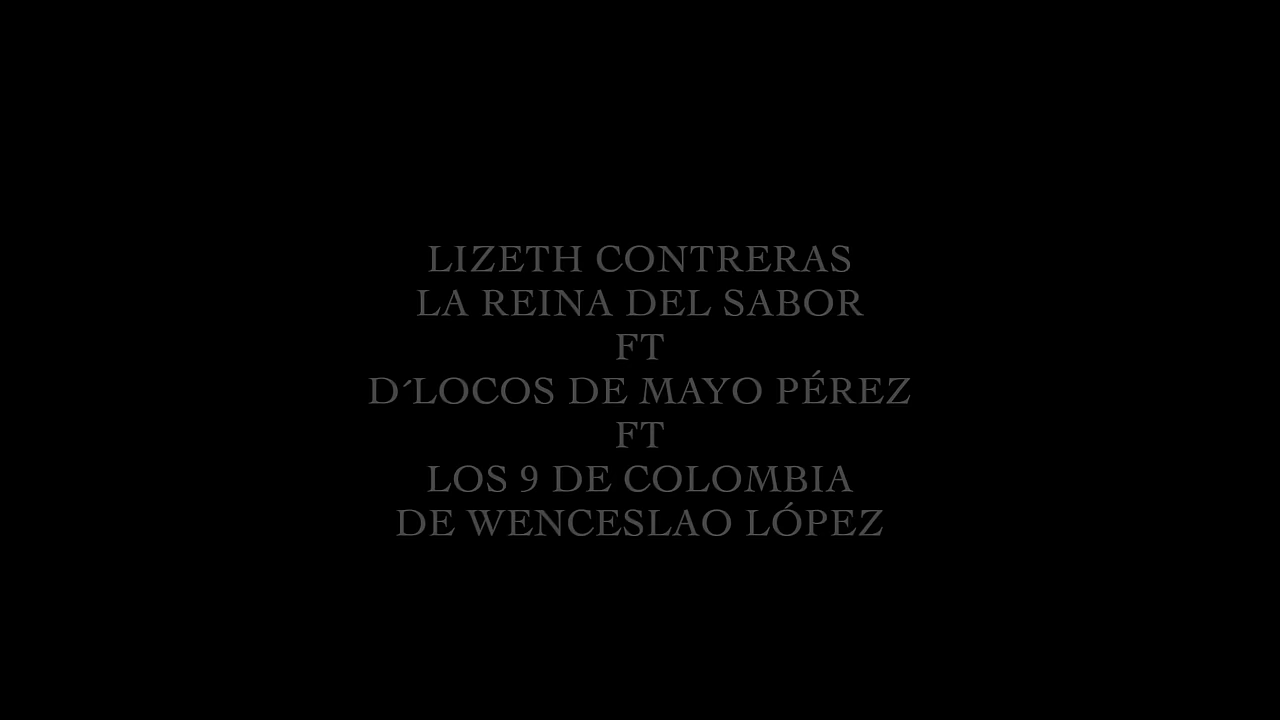 LIZETH CONTRERAS
LA REINA DEL SABOR
FT
D´LOCOS DE MAYO PÉREZ
FT
LOS 9 DE COLOMBIA
DE WENCESLAO LÓPEZ